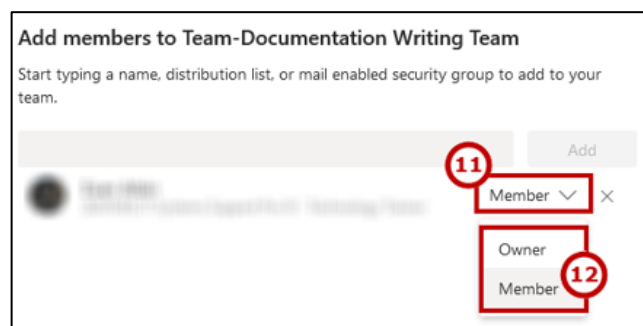 Add members to Team-Documentation Writing Team
Start typing a name, distribution list, or mail enabled security group to add to your
team.
Add
11
Member
Owner
Member
12